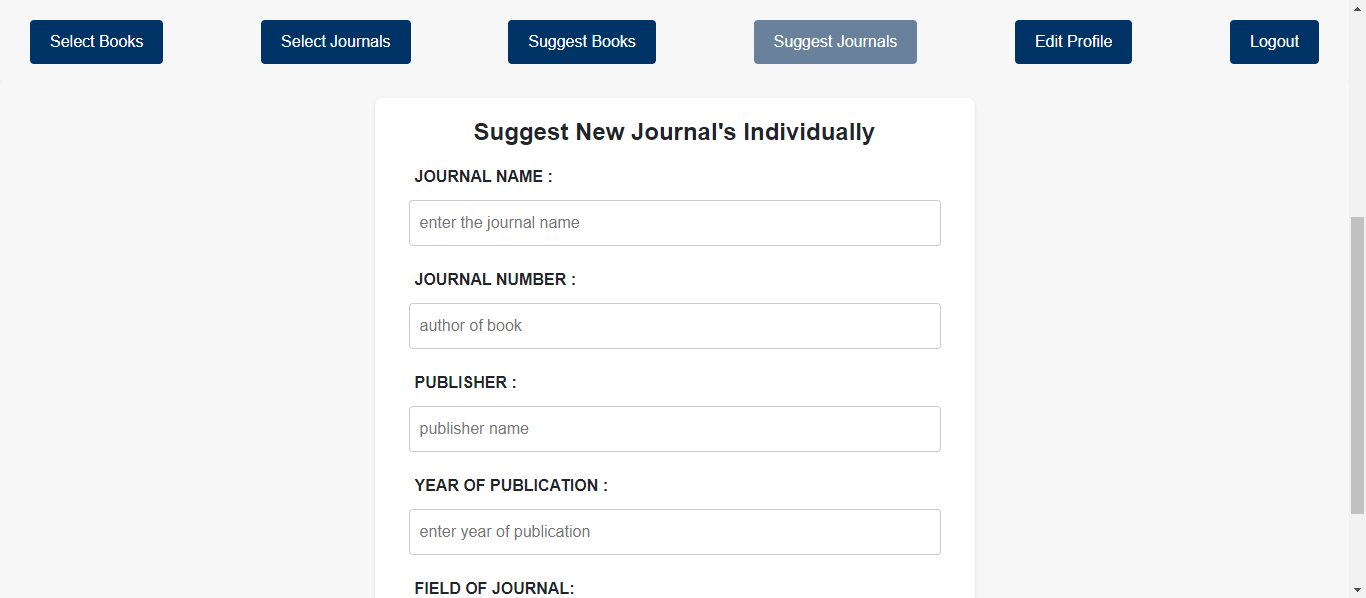 Select Books Select Journals Suggest Books Suggest Journals Edit Profile Logout
Suggest New Journal's Individually
JOURNAL NAME :
enter the journal name
JOURNAL NUMBER :
author of book
PUBLISHER :
publisher name
YEAR OF PUBLICATION :
enter year of publication
FIELD OF JOURNAL: